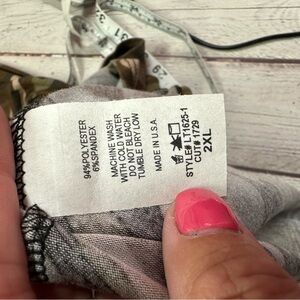 94%POLYESTER
6%SPANDEX
MACHINE WASH
WITH COLD WATER
DO NOT BLEACH
TUMBLE DRY LOW
MADE IN U.S.A.
STYLE# LT1625-1
CUT# 1729
2XL